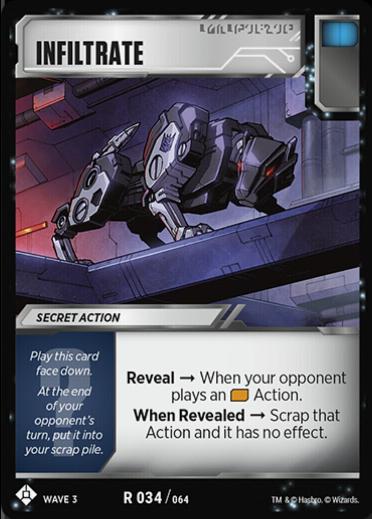 INFILTRATE
SECRET ACTION
Play this card
face down.
At the end
of your
opponent's
turn, put it into
your scrap pile.
Reveal → When your opponent
plays an Action.
When Revealed → Scrap that
Action and it has no effect.
WAVE 3
R 034/064
TM & © Hasbro. © Wizards.